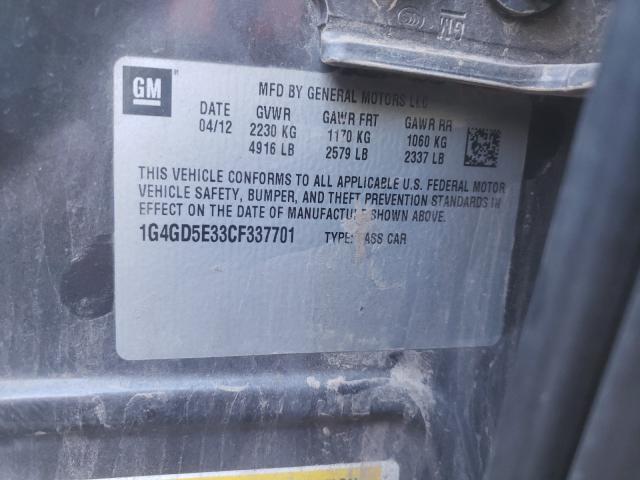 GM
MFD BY GENERAL MOTORS LLC
DATE GVWR GAWR FRT GAWR RR
04/12 2230 KG 1170 KG 1060 KG
4916 LB 2579 LB 2337 LB
THIS VEHICLE CONFORMS TO ALL APPLICABLE U.S. FEDERAL MOTOR
VEHICLE SAFETY, BUMPER, AND THEFT PREVENTION STANDARDS IN
EFFECT ON THE DATE OF MANUFACTURE SHOWN ABOVE.
1G4GD5E33CF337701 TYPE: PASS CAR